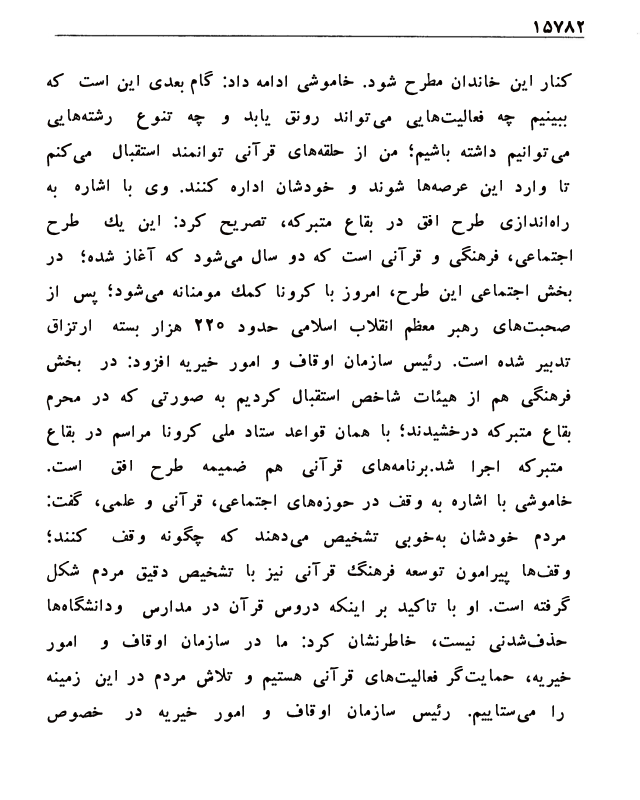 ۱۵۷۸۲
کنار این خاندان مطرح شود. خاموشی ادامه داد: گام بعدی این است که
ببینیم چه فعالیت‌هایی می‌تواند رونق یابد و چه تنوع رشته‌هایی
می‌توانیم داشته باشیم؛ من از حلقه‌های قرآنی توانمند استقبال می‌کنم
تا وارد این عرصه‌ها شوند و خودشان اداره کنند. وی با اشاره به
راه‌اندازی طرح افق در بقاع متبرکه، تصریح کرد: این یك طرح
اجتماعی، فرهنگی و قرآنی است که دو سال می‌شود که آغاز شده؛ در
بخش اجتماعی این طرح، امروز با کرونا کمك مومنانه می‌شود؛ پس از
صحبت‌های رهبر معظم انقلاب اسلامی حدود ۲۲۰ هزار بسته ارتزاق
تدبیر شده است. رئیس سازمان اوقاف و امور خیریه افزود: در بخش
فرهنگی هم از هیئات شاخص استقبال کردیم به صورتی که در محرم
بقاع متبرکه درخشیدند؛ با همان قواعد ستاد ملی کرونا مراسم در بقاع
متبرکه اجرا شد.برنامه‌های قرآنی هم ضمیمه طرح افق است.
خاموشی با اشاره به وقف در حوزه‌های اجتماعی، قرآنی و علمی، گفت:
مردم خودشان به‌خوبی تشخیص می‌دهند که چگونه وقف کنند؛
وقف‌ها پیرامون توسعه فرهنگ قرآنی نیز با تشخیص دقیق مردم شکل
گرفته است. او با تاکید بر اینکه دروس قرآن در مدارس ودانشگاه‌ها
حذف‌شدنی نیست، خاطرنشان کرد: ما در سازمان اوقاف و امور
خیریه، حمایت‌گر فعالیت‌های قرآنی هستیم و تلاش مردم در این زمینه
را می‌ستاییم. رئیس سازمان اوقاف و امور خیریه در خصوص